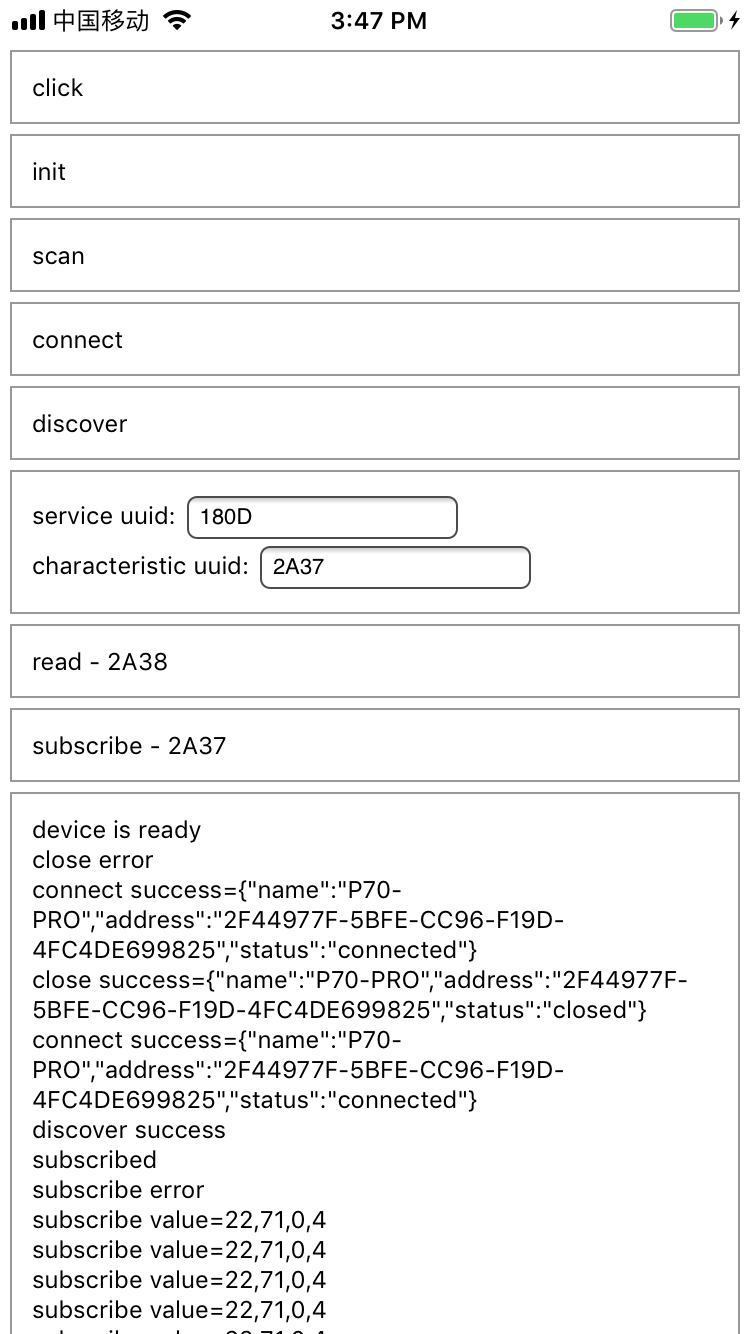 中国移动 3:47 PM
click
init
scan
connect
discover
service uuid: 180D
characteristic uuid: 2A37
read - 2A38
subscribe - 2A37
device is ready
close error
connect success={"name":"P70-
PRO","address":"2F44977F-5BFE-CC96-F19D-
4FC4DE699825","status":"connected"}
close success={"name":"P70-PRO","address":"2F44977F-
5BFE-CC96-F19D-4FC4DE699825","status":"closed"}
connect success={"name":"P70-
PRO","address":"2F44977F-5BFE-CC96-F19D-
4FC4DE699825","status":"connected"}
discover success
subscribed
subscribe error
subscribe value=22,71,0,4
subscribe value=22,71,0,4
subscribe value=22,71,0,4
subscribe value=22,71,0,4